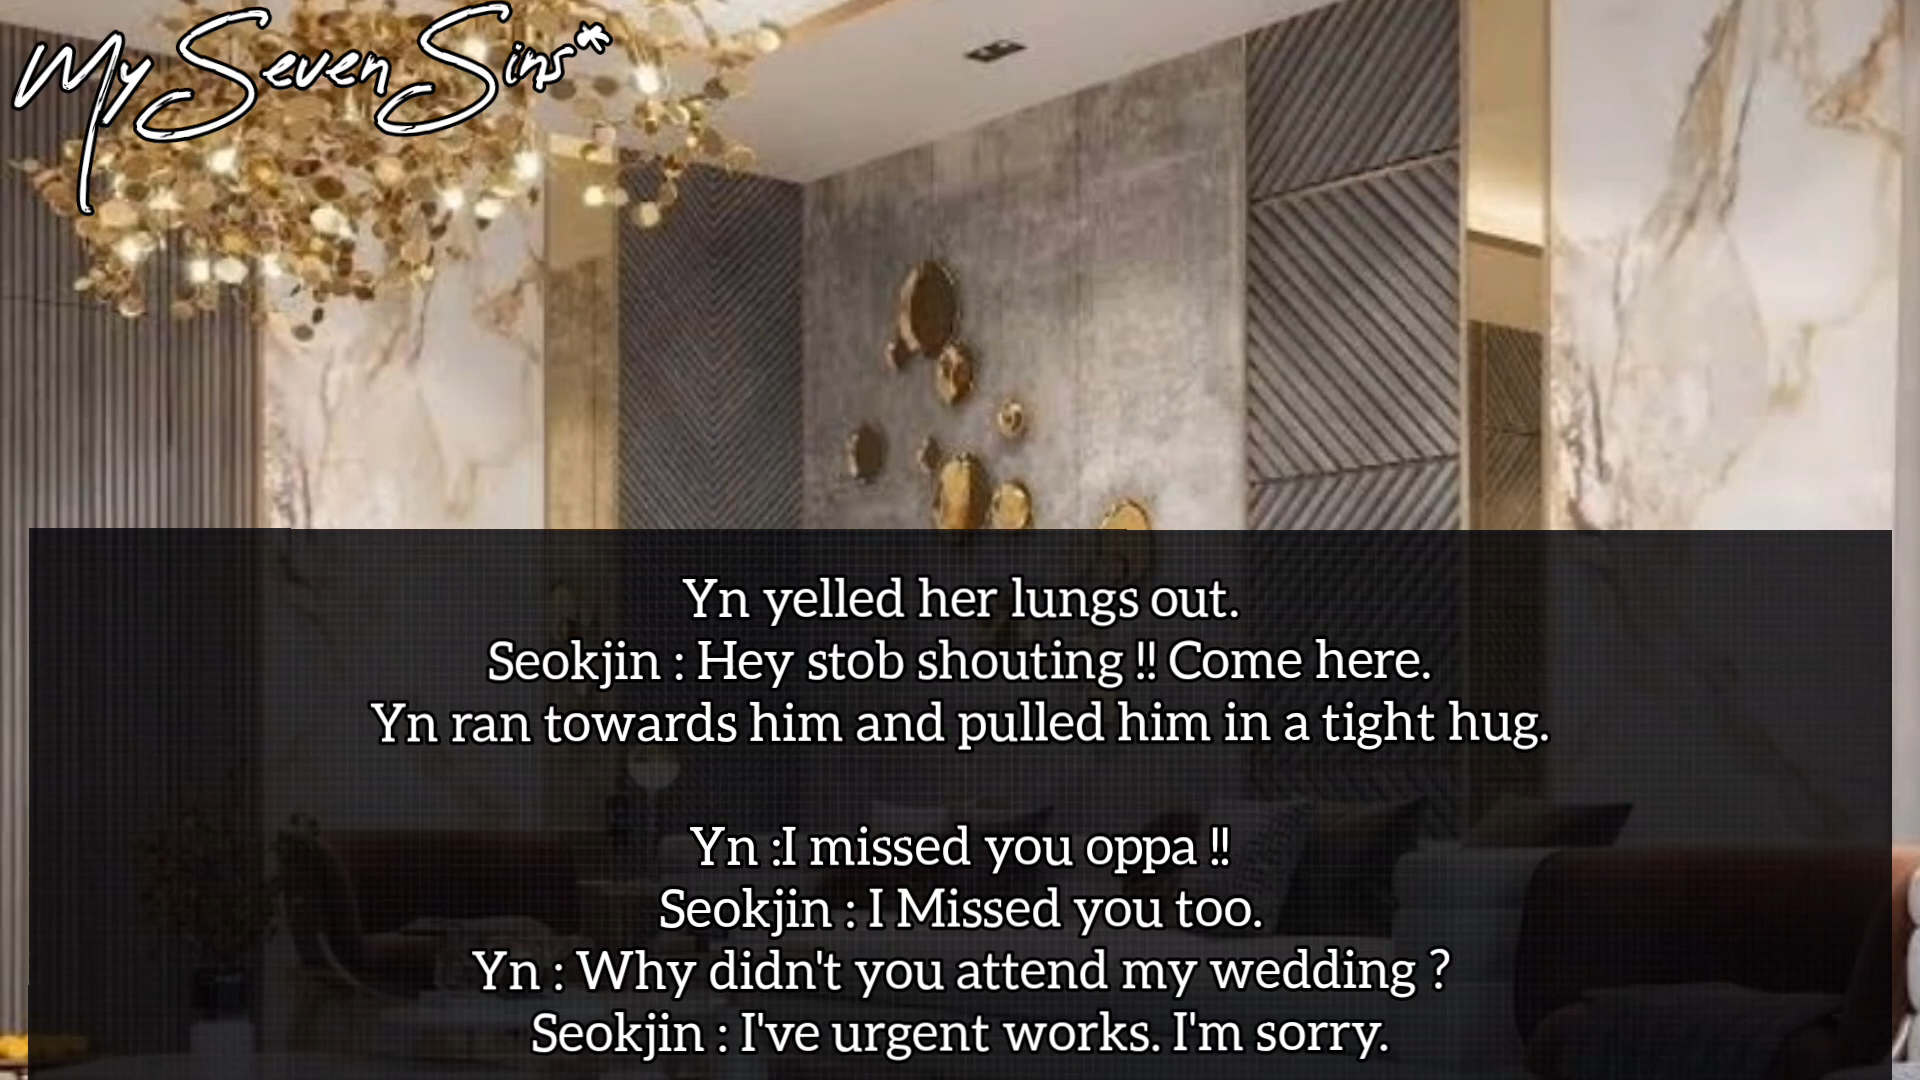 My Seven Sins*
Yn yelled her lungs out.
Seokjin : Hey stob shouting !! Come here.
Yn ran towards him and pulled him in a tight hug.
Yn :I missed you oppa !!
Seokjin : I Missed you too.
Yn : Why didn't you attend my wedding ?
Seokjin : I've urgent works. I'm sorry.